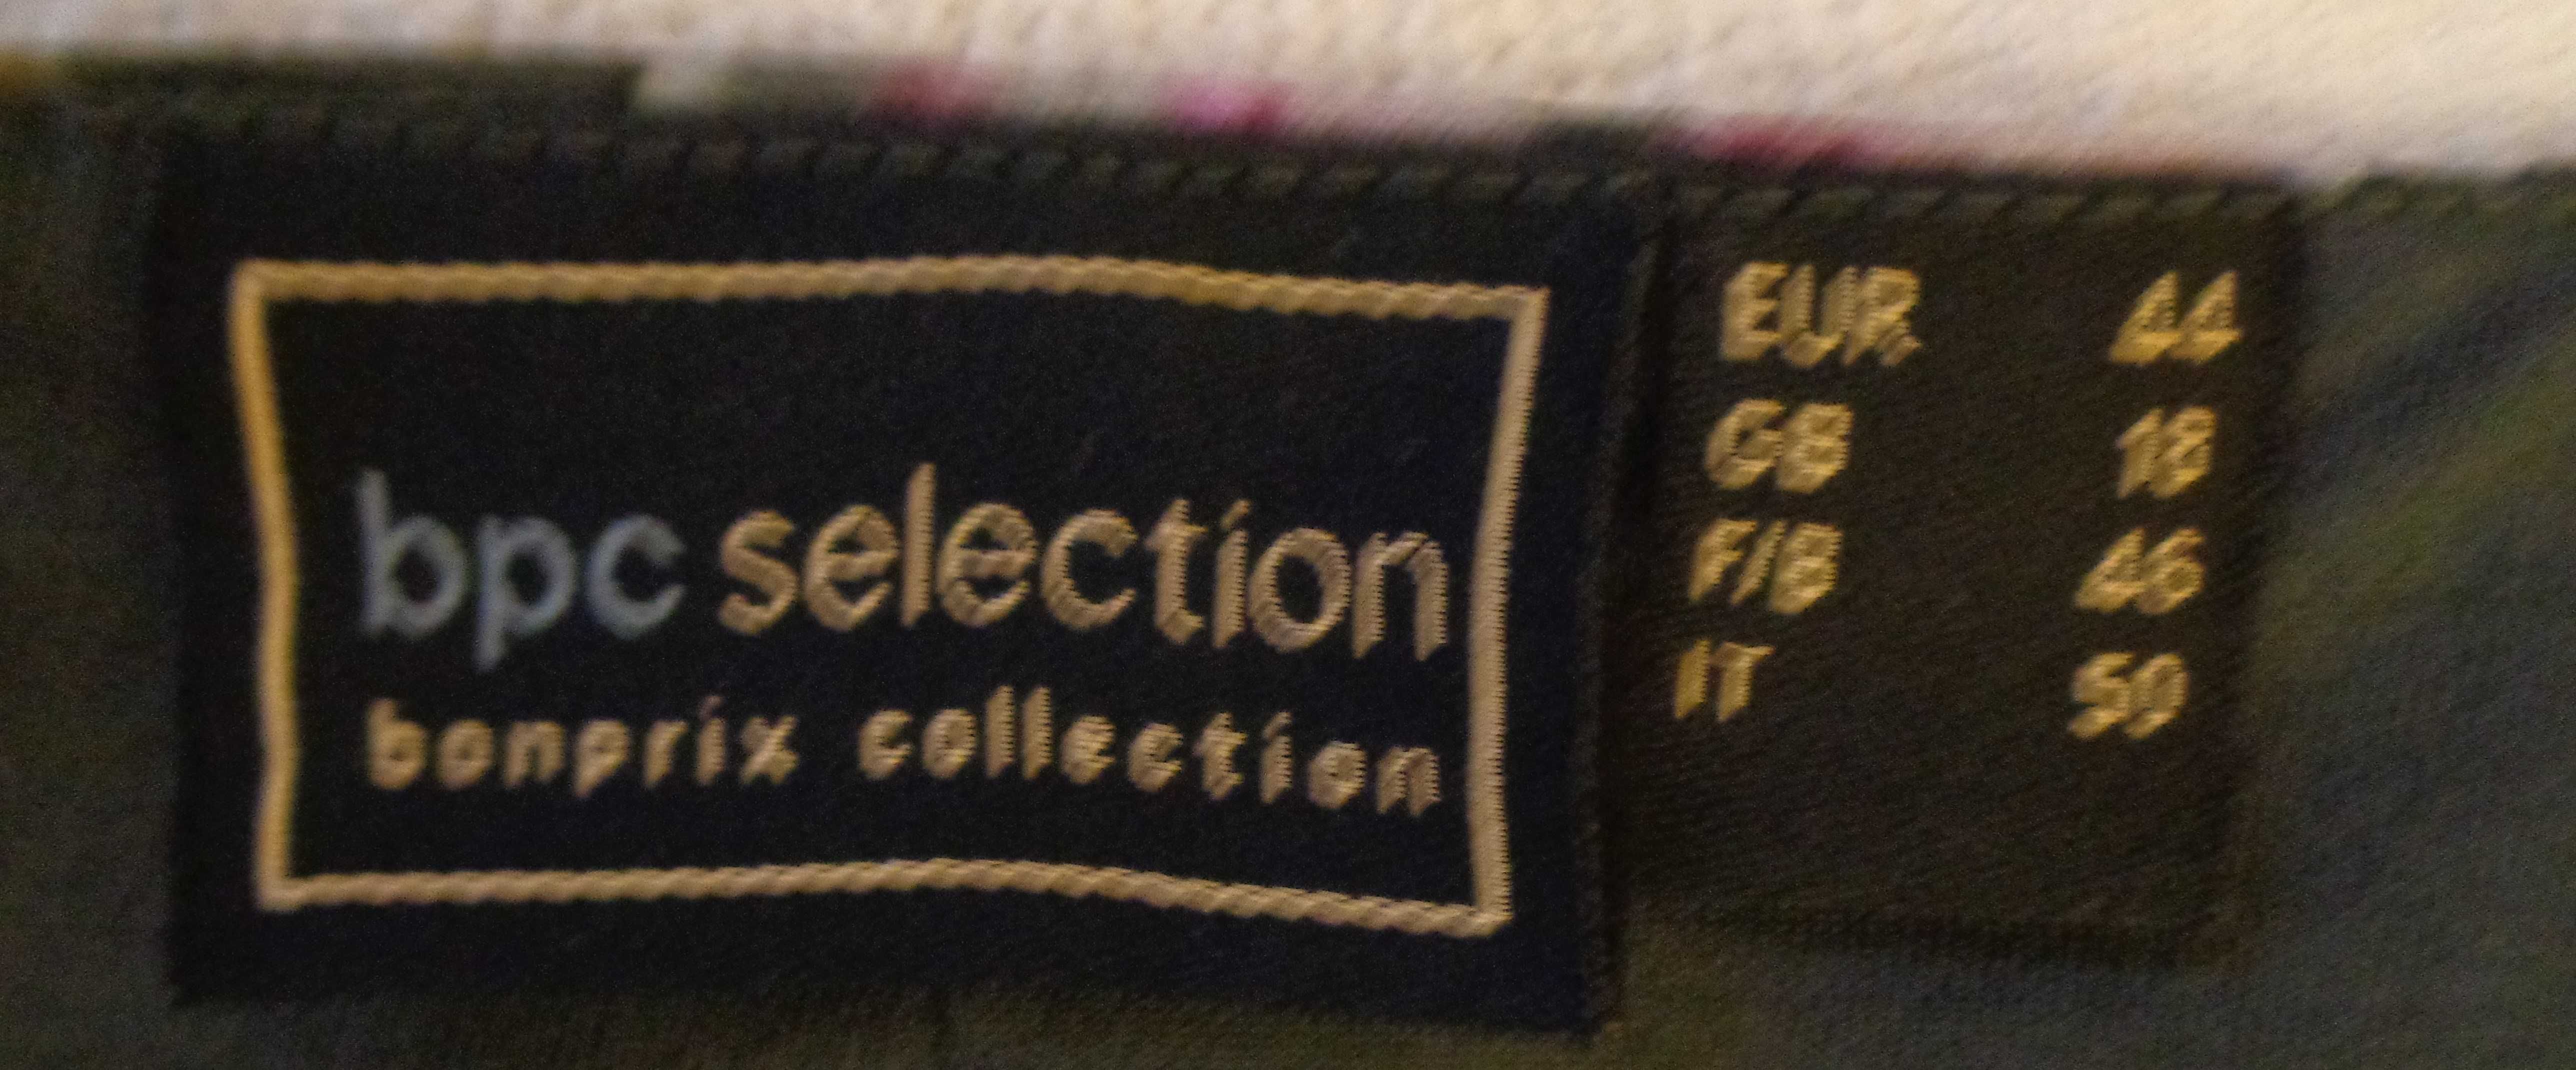 bpc selection
bonprix collection
EUR 44
GB 18
F/B 46
IT 50